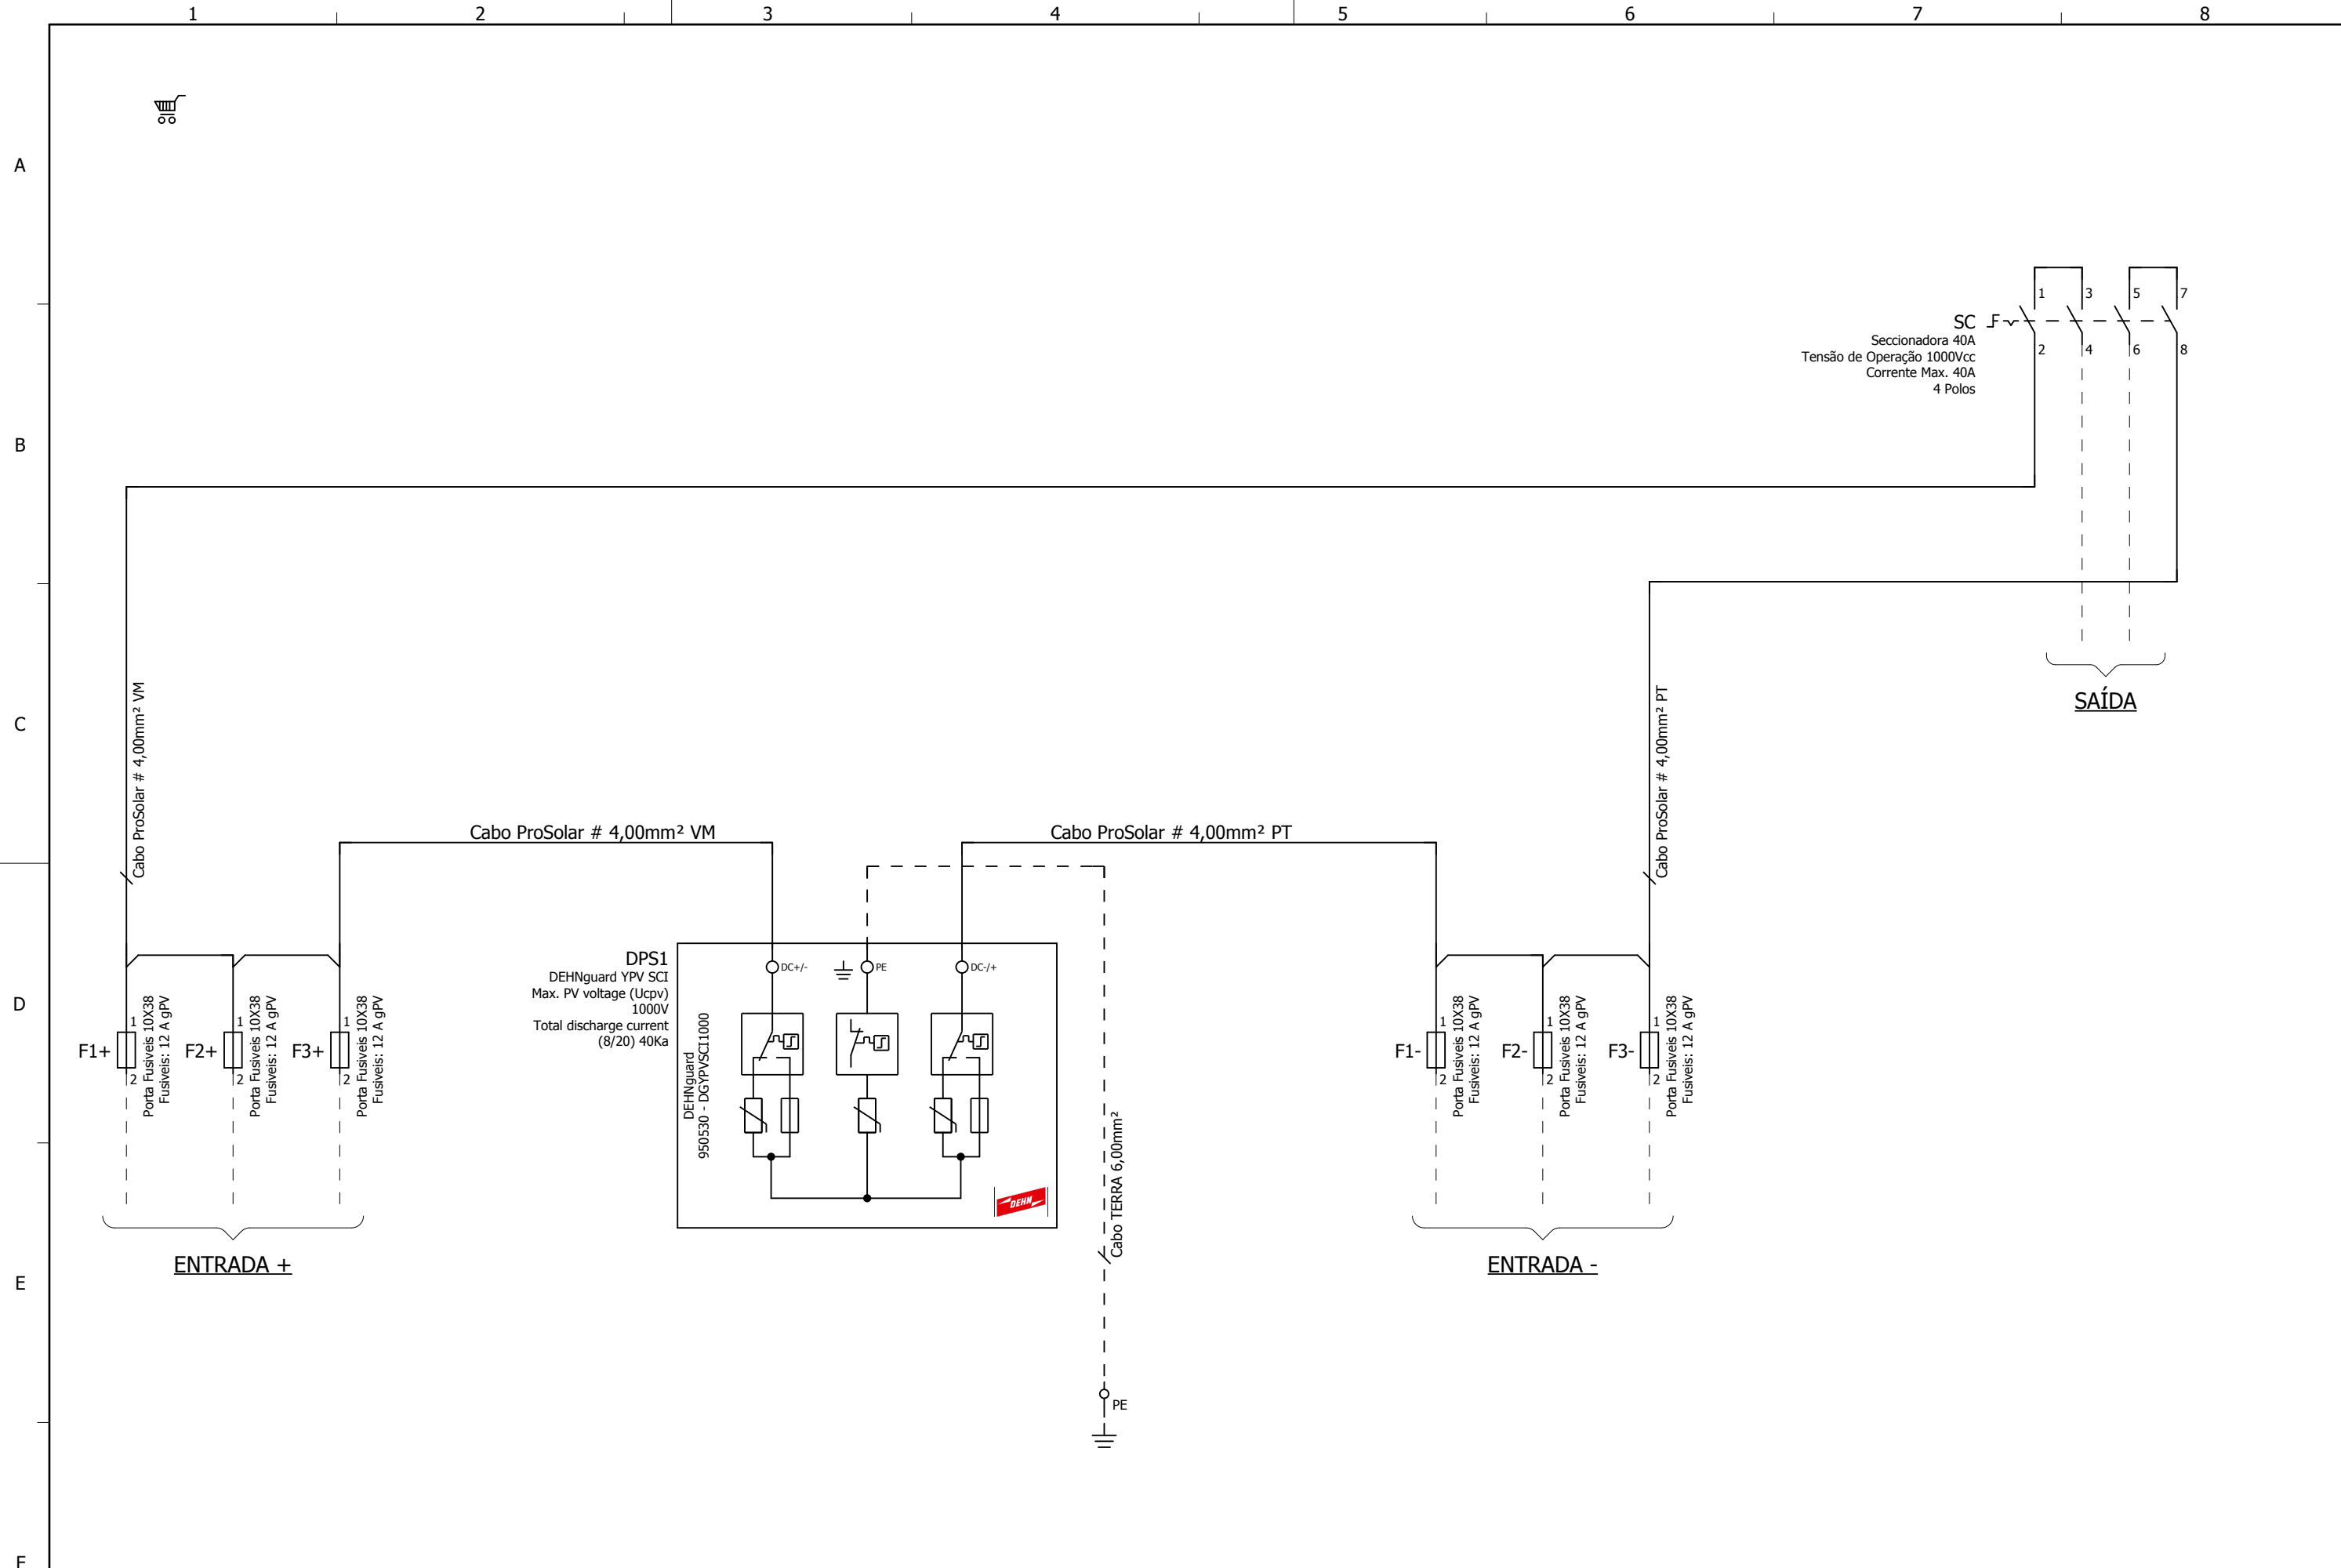 1 2 3 4 5 6 7 8
A
B
C
D
E
F
1 3 5 7
SC
Seccionadora 40A
Tensão de Operação 1000Vcc
Corrente Max. 40A
4 Polos
2 4 6 8
SAÍDA
Cabo ProSolar # 4,00mm² VM
Cabo ProSolar # 4,00mm² PT
Cabo ProSolar # 4,00mm² VM
Cabo ProSolar # 4,00mm² PT
DPS1
DEHNguard YPV SCI
Max. PV voltage (Ucpv)
1000V
Total discharge current
(8/20) 40Ka
DEHNguard
950530 - DGYPVSCI1000
DC+/-
PE
DC-/+
DEHN
F1+
1
2
Porta Fusiveis 10X38
Fusiveis: 12 A gPV
F2+
1
2
Porta Fusiveis 10X38
Fusiveis: 12 A gPV
F3+
1
2
Porta Fusiveis 10X38
Fusiveis: 12 A gPV
F1-
1
2
Porta Fusiveis 10X38
Fusiveis: 12 A gPV
F2-
1
2
Porta Fusiveis 10X38
Fusiveis: 12 A gPV
F3-
1
2
Porta Fusiveis 10X38
Fusiveis: 12 A gPV
Cabo TERRA 6,00mm²
ENTRADA +
ENTRADA -
PE